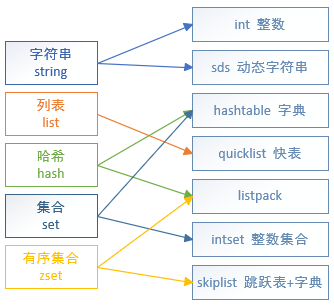 字符串
string
列表
list
哈希
hash
集合
set
有序集合
zset
int 整数
sds 动态字符串
hashtable 字典
quicklist 快表
listpack
intset 整数集合
skiplist 跳跃表+字典